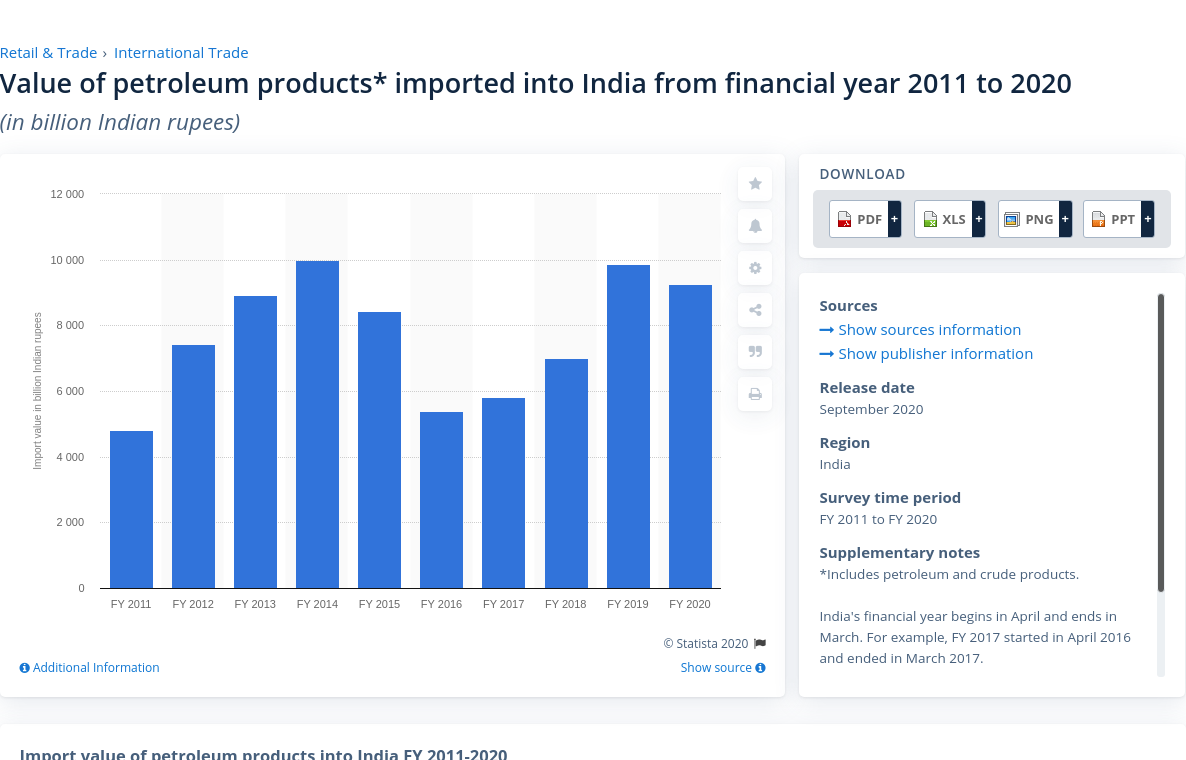 Retail & Trade › International Trade
Value of petroleum products* imported into India from financial year 2011 to 2020
(in billion Indian rupees)
12 000
10 000
8 000
6 000
4 000
2 000
0
Import value in billion Indian rupees
FY 2011 FY 2012 FY 2013 FY 2014 FY 2015 FY 2016 FY 2017 FY 2018 FY 2019 FY 2020
© Statista 2020
Additional Information
Show source
DOWNLOAD
PDF + XLS + PNG + PPT +
Sources
Show sources information
Show publisher information
Release date
September 2020
Region
India
Survey time period
FY 2011 to FY 2020
Supplementary notes
*Includes petroleum and crude products.
India's financial year begins in April and ends in
March. For example, FY 2017 started in April 2016
and ended in March 2017.
Import value of petroleum products into India FY 2011-2020